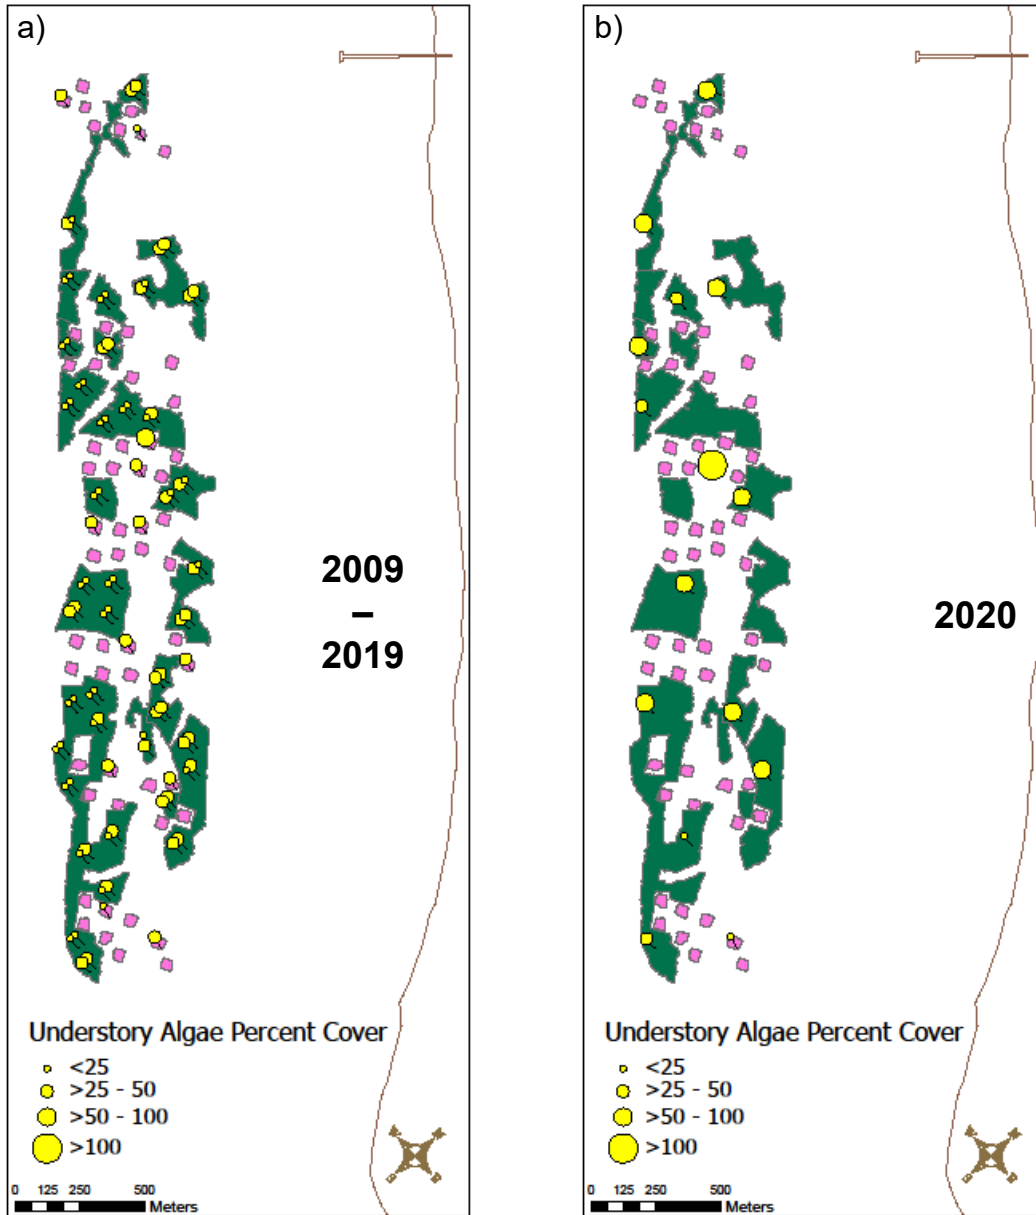 a)
2009
–
2019
Understory Algae Percent Cover
<25
>25 - 50
>50 - 100
>100
0 125 250 500
Meters
b)
2020
Understory Algae Percent Cover
<25
>25 - 50
>50 - 100
>100
0 125 250 500
Meters